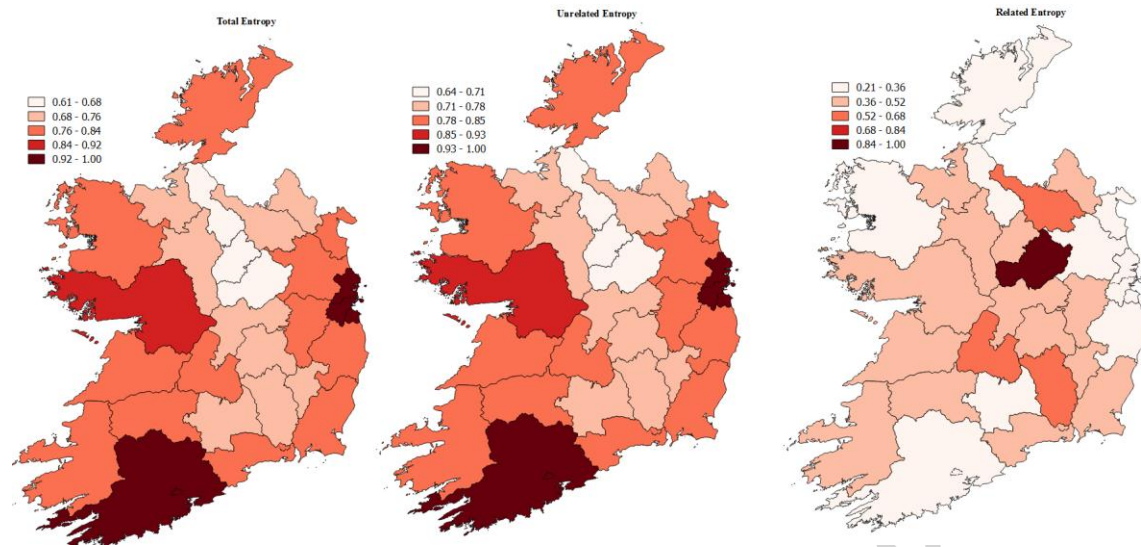 Total Entropy
0.61 - 0.68
0.68 - 0.76
0.76 - 0.84
0.84 - 0.92
0.92 - 1.00
Unrelated Entropy
0.64 - 0.71
0.71 - 0.78
0.78 - 0.85
0.85 - 0.93
0.93 - 1.00
Related Entropy
0.21 - 0.36
0.36 - 0.52
0.52 - 0.68
0.68 - 0.84
0.84 - 1.00